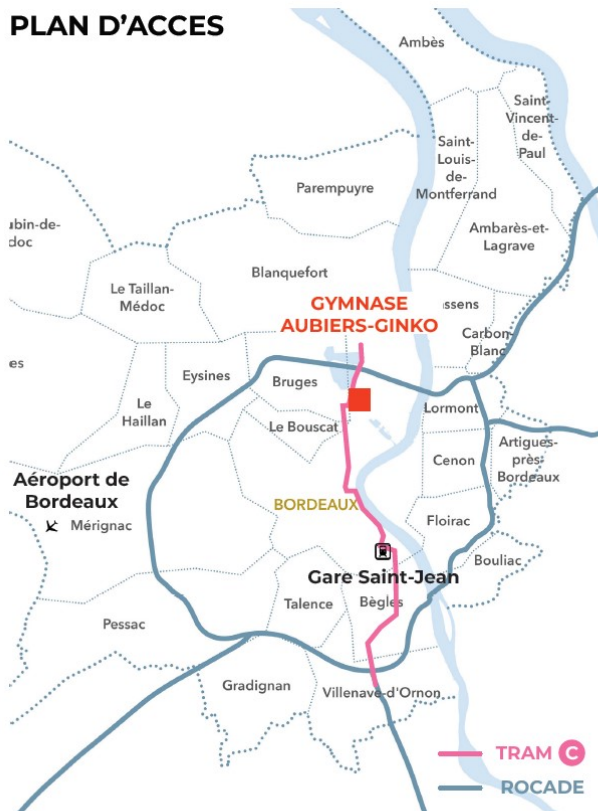 PLAN D'ACCES
Ambès
Saint-
Vincent-
de-
Paul
Saint-
Louis-
de-
Montferrand
Parempuyre
Ambarès-et-
Lagrave
ubin-de-
doc
Blanquefort
Le Taillan-
Médoc
GYMNASE
AUBIERS-GINKO
ssens
Carbon-
Blanc
es
Eysines
Bruges
Le
Haillan
Lormont
Le Bouscat
Artigues-
près-
Bordeaux
Cenon
Aéroport de
Bordeaux
Mérignac
BORDEAUX
Floirac
Bouliac
Gare Saint-Jean
Talence
Bègles
Pessac
Gradignan
Villenave-d'Ornon
TRAM C
ROCADE